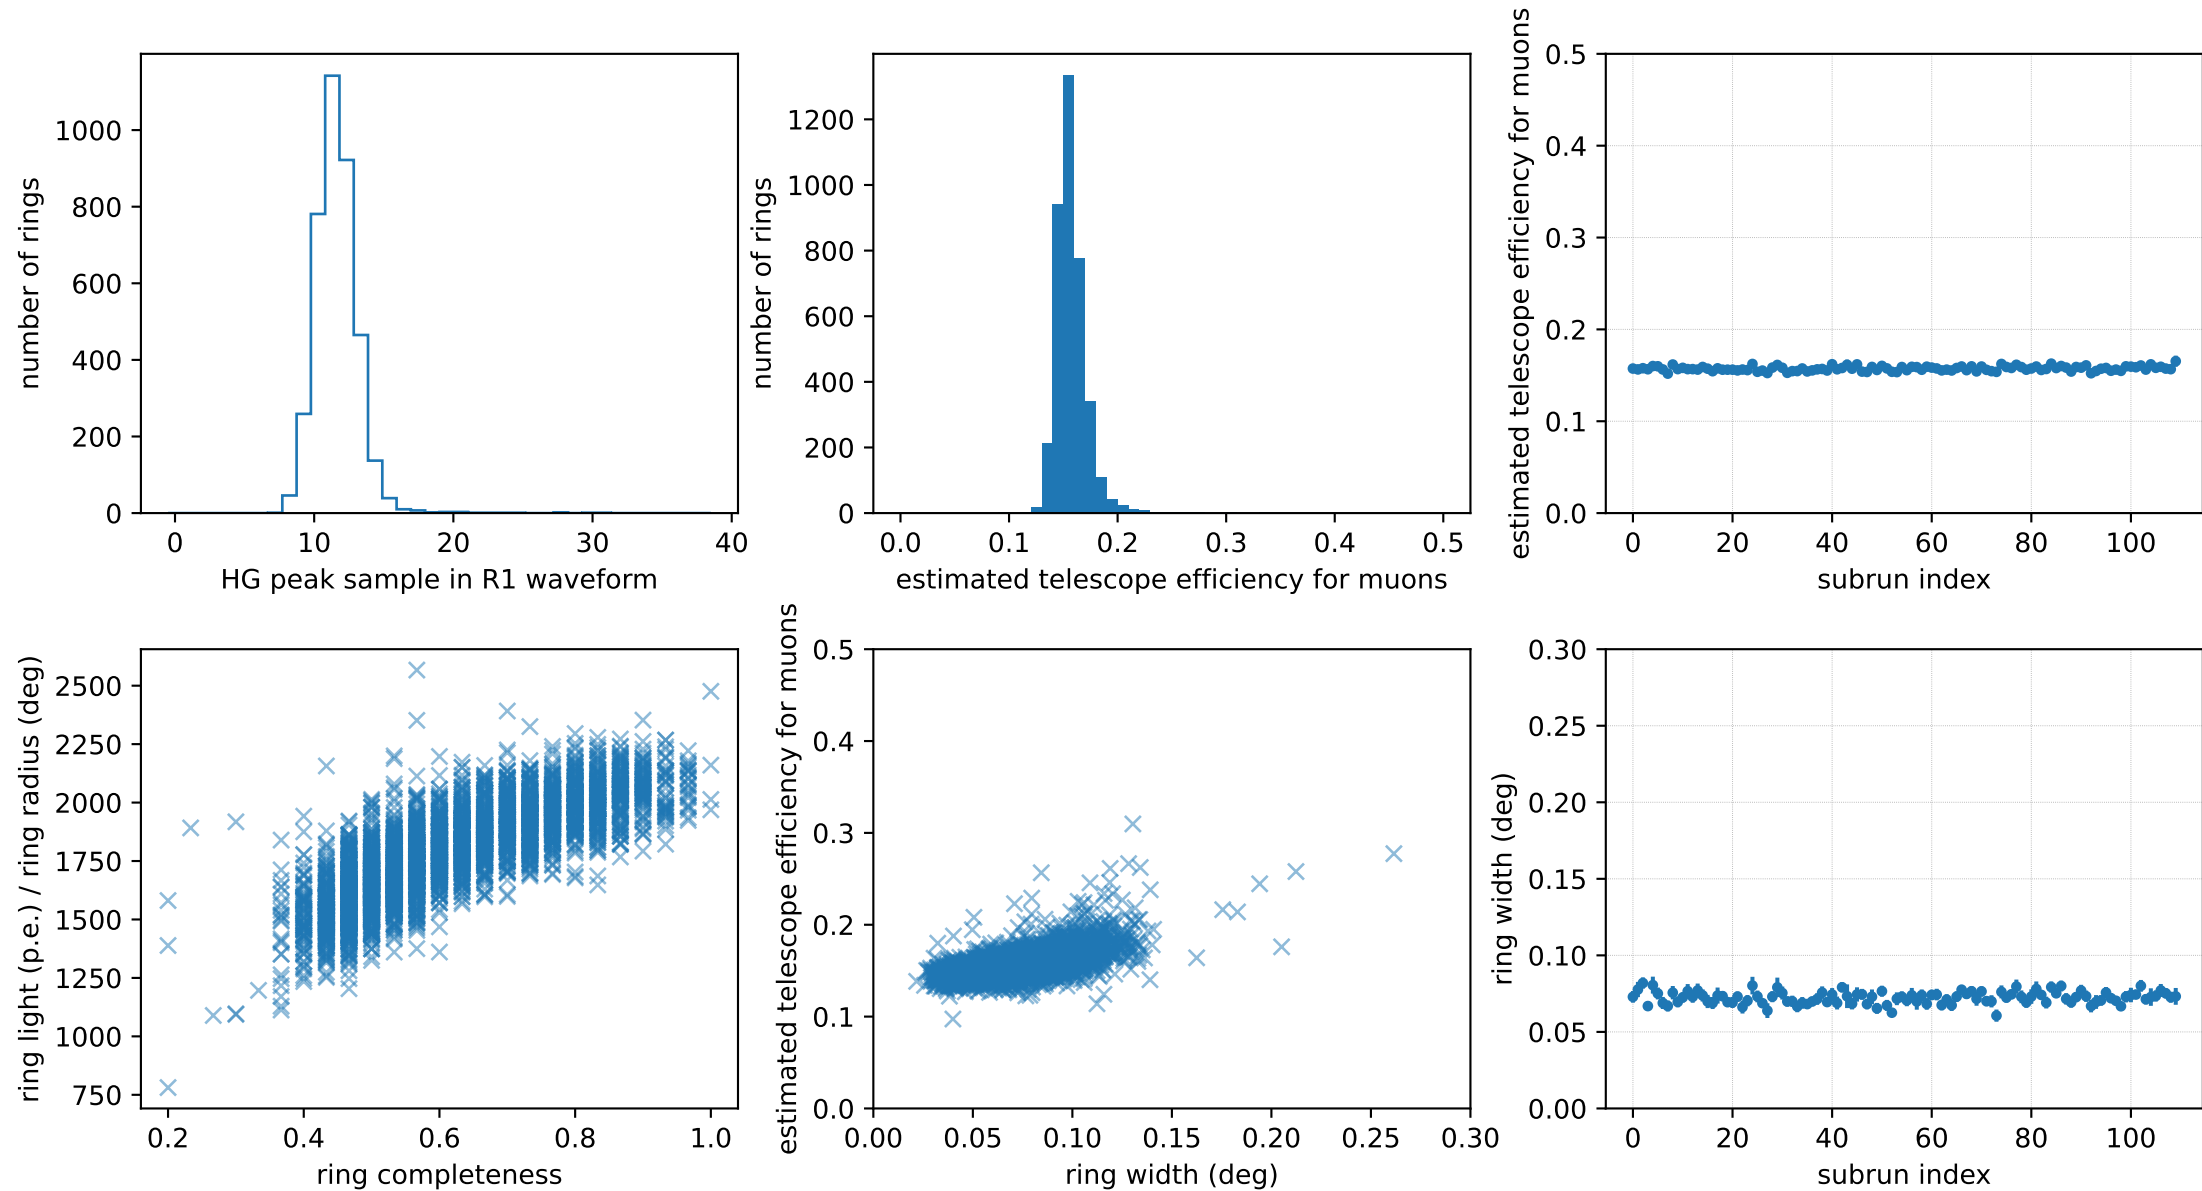 number of rings
1000
800
600
400
200
0
0 10 20 30 40
HG peak sample in R1 waveform
number of rings
1200
1000
800
600
400
200
0
0.0 0.1 0.2 0.3 0.4 0.5
estimated telescope efficiency for muons
estimated telescope efficiency for muons
0.5
0.4
0.3
0.2
0.1
0.0
0 20 40 60 80 100
subrun index
ring light (p.e.) / ring radius (deg)
2500
2250
2000
1750
1500
1250
1000
750
0.2 0.4 0.6 0.8 1.0
ring completeness
estimated telescope efficiency for muons
0.5
0.4
0.3
0.2
0.1
0.0
0.00 0.05 0.10 0.15 0.20 0.25 0.30
ring width (deg)
ring width (deg)
0.30
0.25
0.20
0.15
0.10
0.05
0.00
0 20 40 60 80 100
subrun index